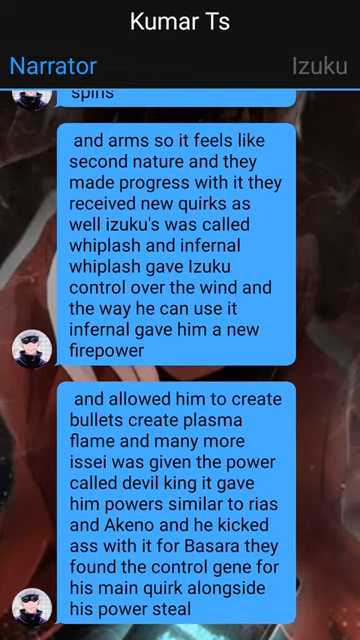 Kumar Ts
Narrator
Izuku
spins
and arms so it feels like
second nature and they
made progress with it they
received new quirks as
well izuku's was called
whiplash and infernal
whiplash gave Izuku
control over the wind and
the way he can use it
infernal gave him a new
firepower
and allowed him to create
bullets create plasma
flame and many more
issei was given the power
called devil king it gave
him powers similar to rias
and Akeno and he kicked
ass with it for Basara they
found the control gene for
his main quirk alongside
his power steal